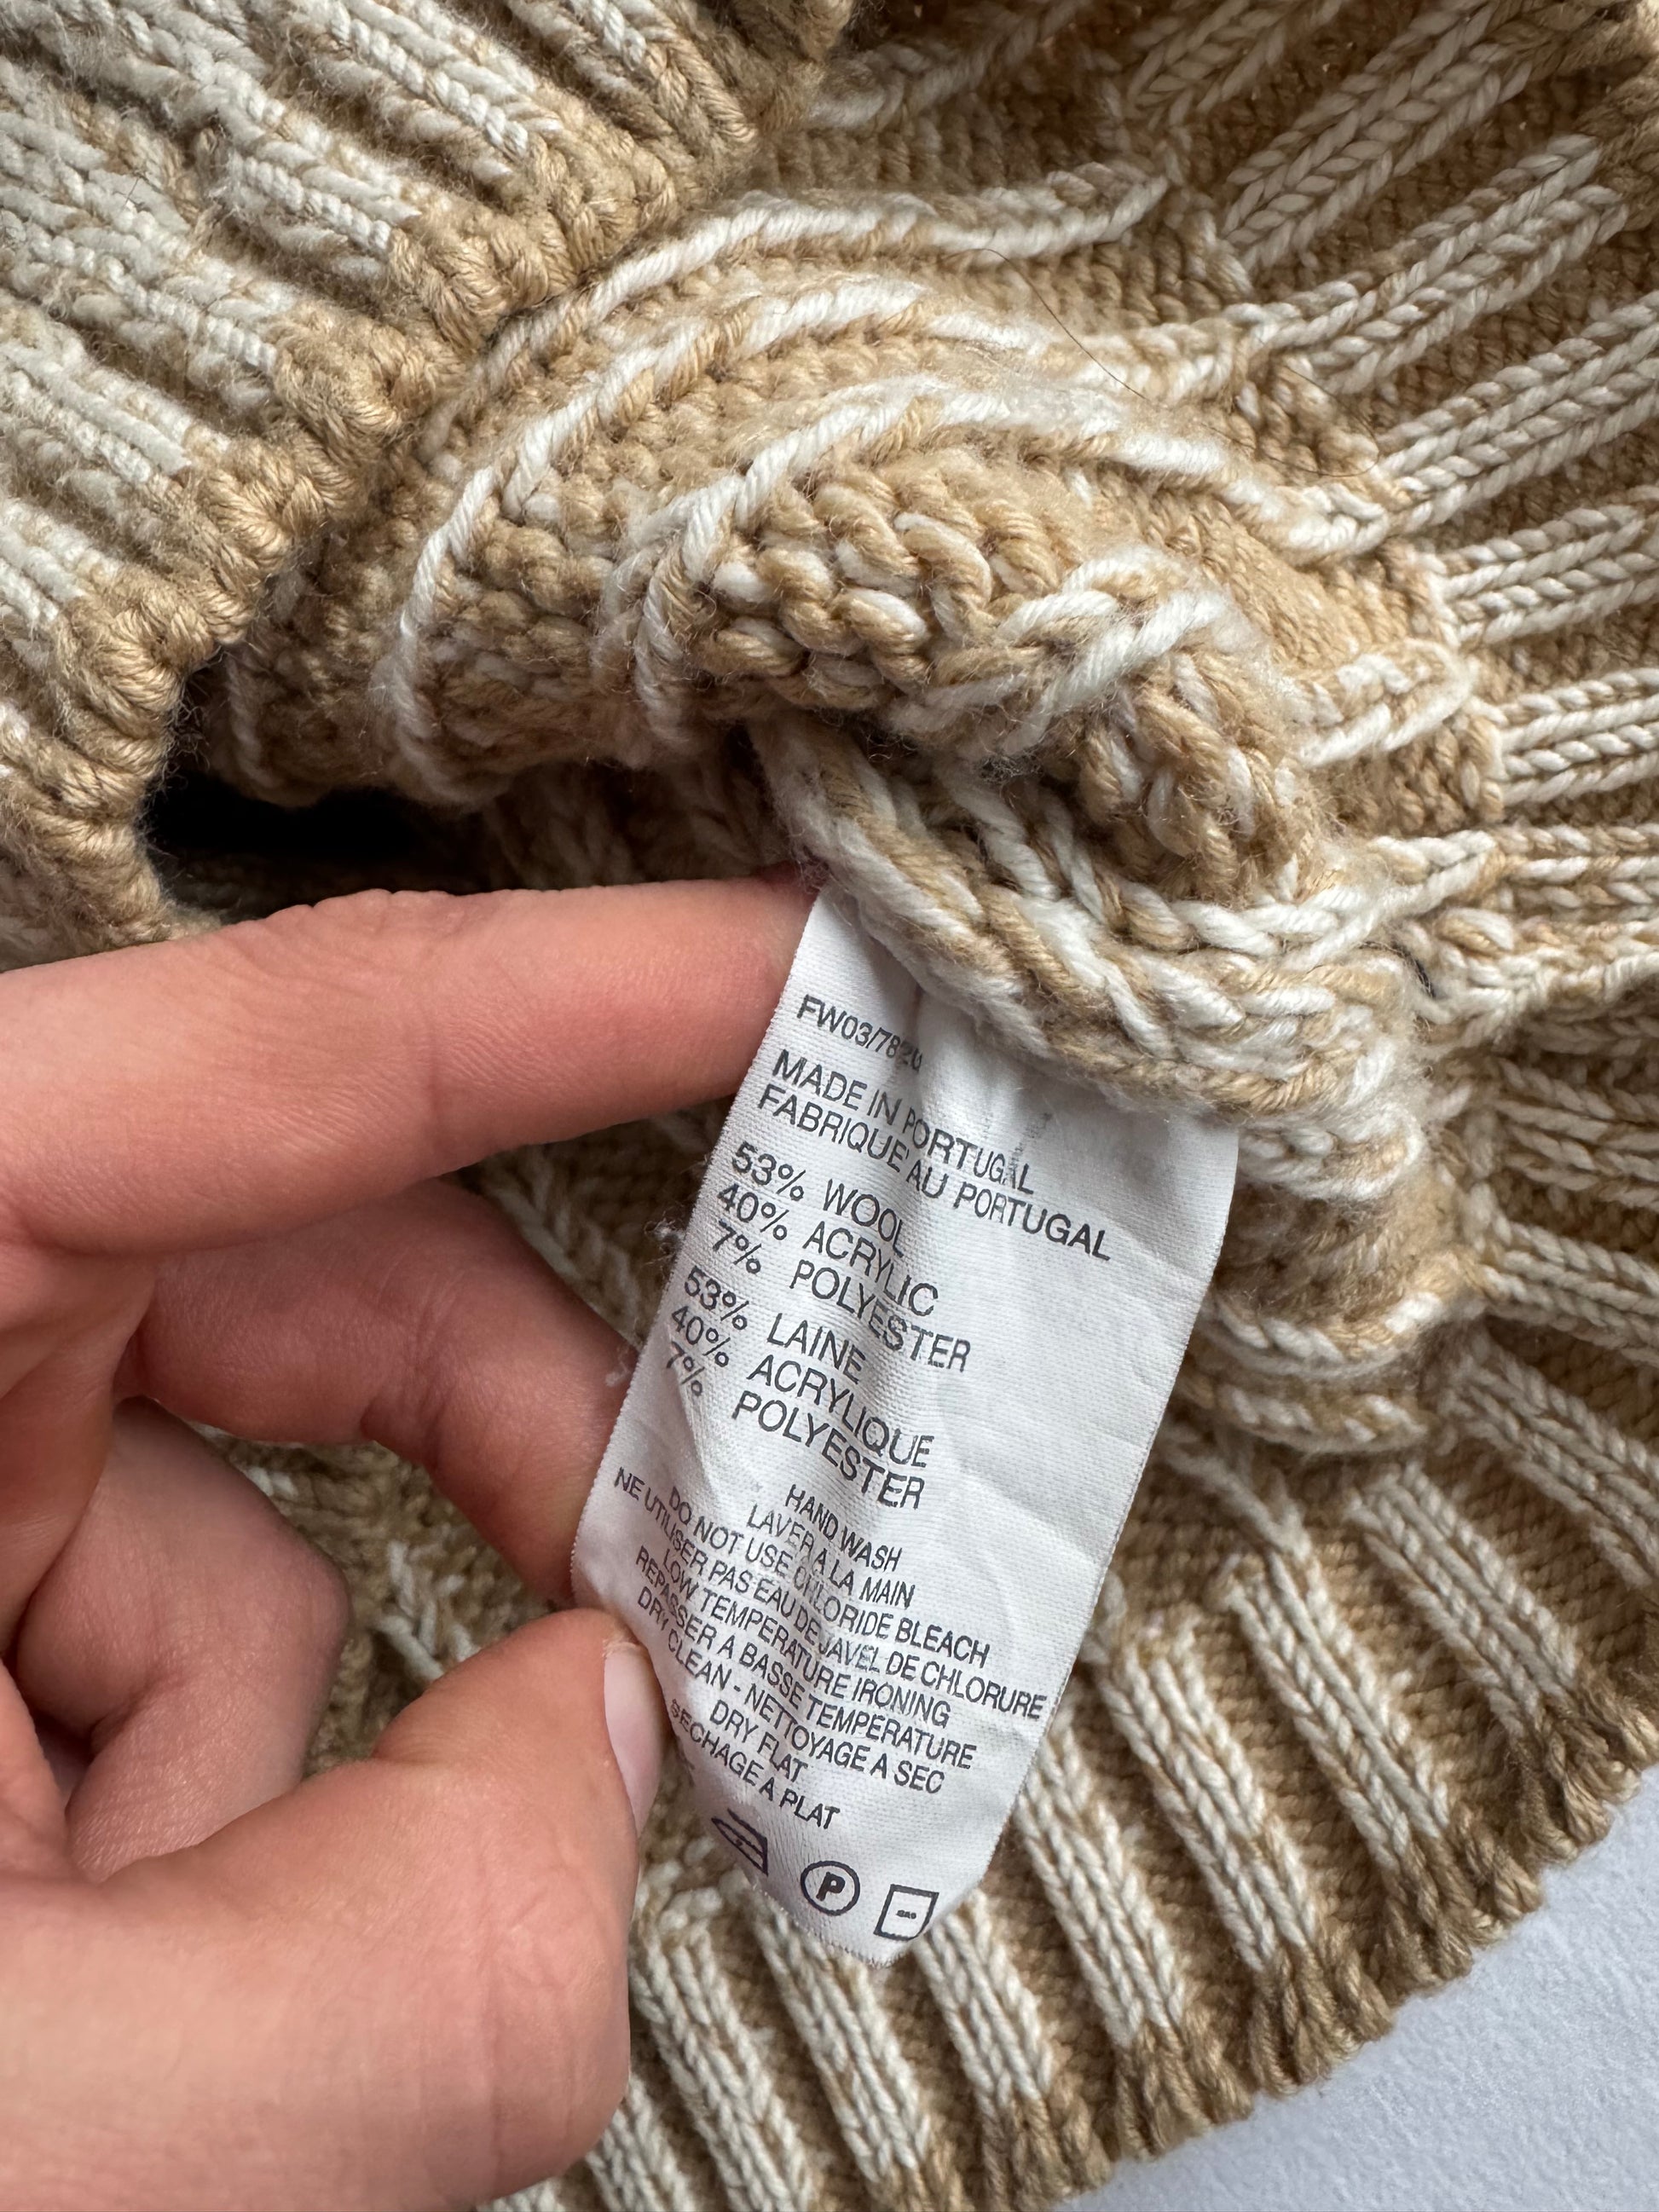 FW03/7820
MADE IN PORTUGAL
FABRIQUE' AU PORTUGAL
53% WOOL
40% ACRYLIC
7% POLYESTER
53% LAINE
40% ACRYLIQUE
7% POLYESTER
HAND WASH
LAVER A LA MAIN
DO NOT USE CHLORIDE BLEACH
NE UTILISER PAS EAU DE JAVEL DE CHLORURE
LOW TEMPERATURE IRONING
REPASSER A BASSE TEMPERATURE
DRY CLEAN - NETTOYAGE A SEC
DRY FLAT
SECHAGE A PLAT
P